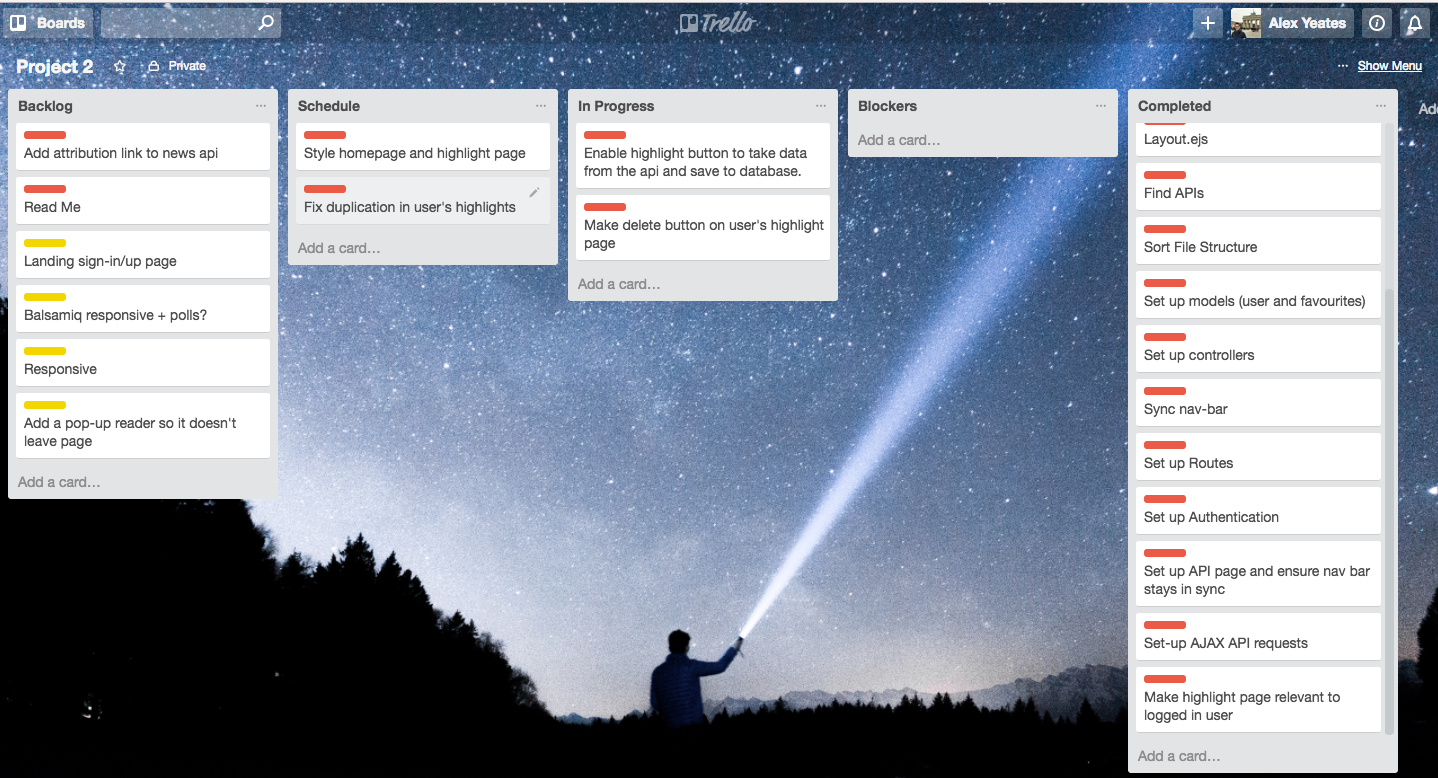 Boards
Trello
Alex Yeates
Project 2
Private
... Show Menu
Backlog
Add attribution link to news api
Read Me
Landing sign-in/up page
Balsamiq responsive + polls?
Responsive
Add a pop-up reader so it doesn't
leave page
Add a card…
Schedule
Style homepage and highlight page
Fix duplication in user's highlights
Add a card…
In Progress
Enable highlight button to take data
from the api and save to database.
Make delete button on user's highlight
page
Add a card…
Blockers
Add a card…
Completed
Layout.ejs
Find APIs
Sort File Structure
Set up models (user and favourites)
Set up controllers
Sync nav-bar
Set up Routes
Set up Authentication
Set up API page and ensure nav bar
stays in sync
Set-up AJAX API requests
Make highlight page relevant to
logged in user
Add a card…